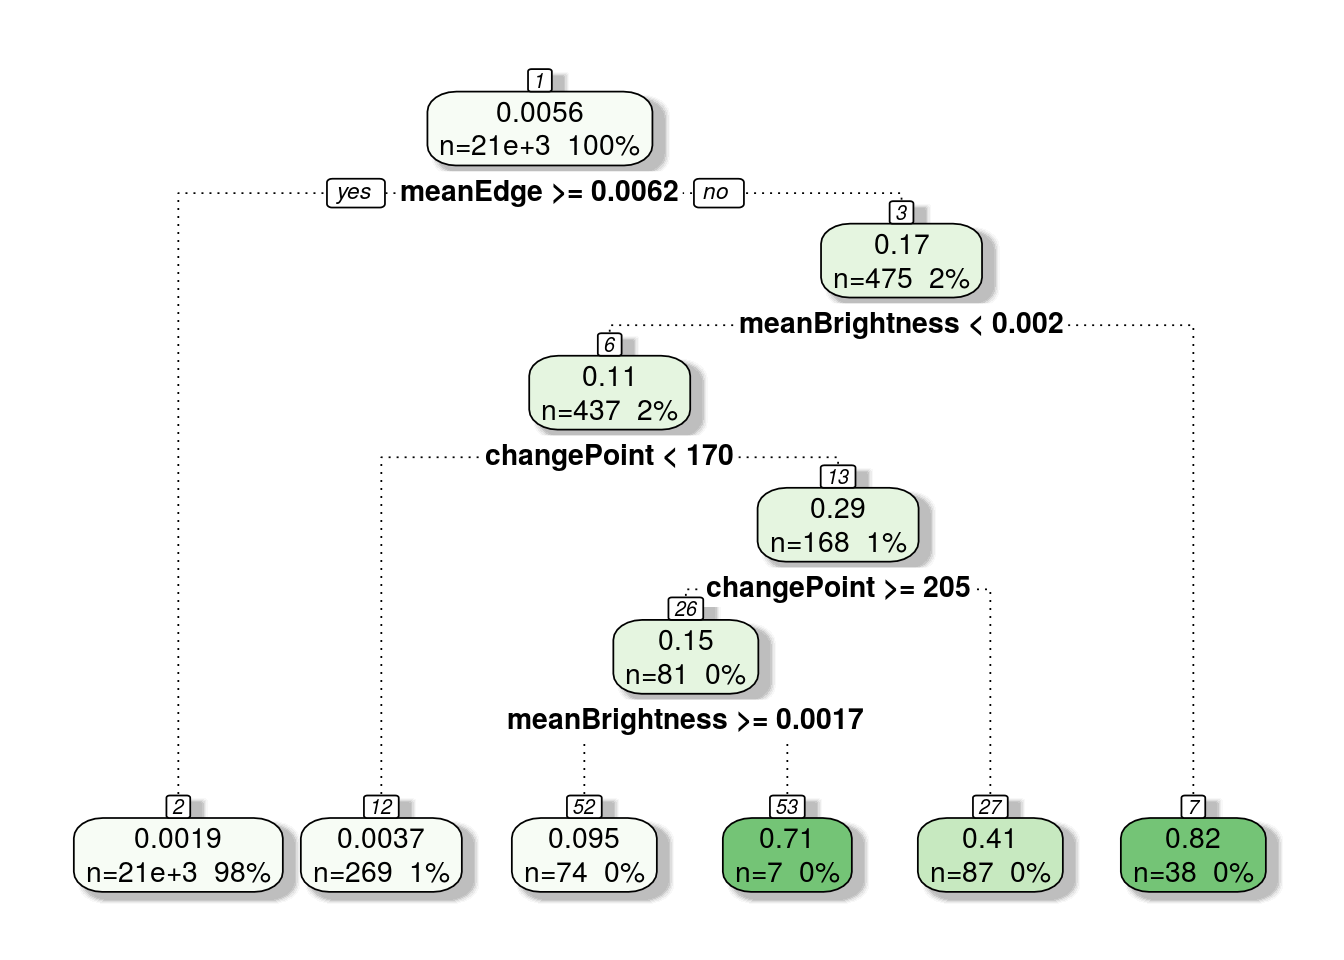 1
0.0056
n=21e+3 100%
yes meanEdge >= 0.0062 no
3
0.17
n=475 2%
meanBrightness < 0.002
6
0.11
n=437 2%
changePoint < 170
13
0.29
n=168 1%
changePoint >= 205
26
0.15
n=81 0%
meanBrightness >= 0.0017
2
0.0019
n=21e+3 98%
12
0.0037
n=269 1%
52
0.095
n=74 0%
53
0.71
n=7 0%
27
0.41
n=87 0%
7
0.82
n=38 0%